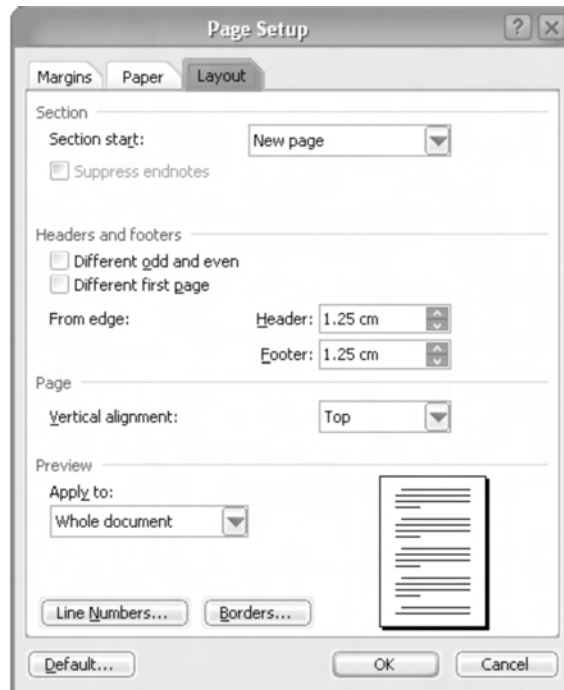 Page Setup
Margins Paper Layout
Section
Section start: New page
Suppress endnotes
Headers and footers
Different odd and even
Different first page
From edge: Header: 1.25 cm
Footer: 1.25 cm
Page
Vertical alignment: Top
Preview
Apply to:
Whole document
Line Numbers... Borders...
Default... OK Cancel